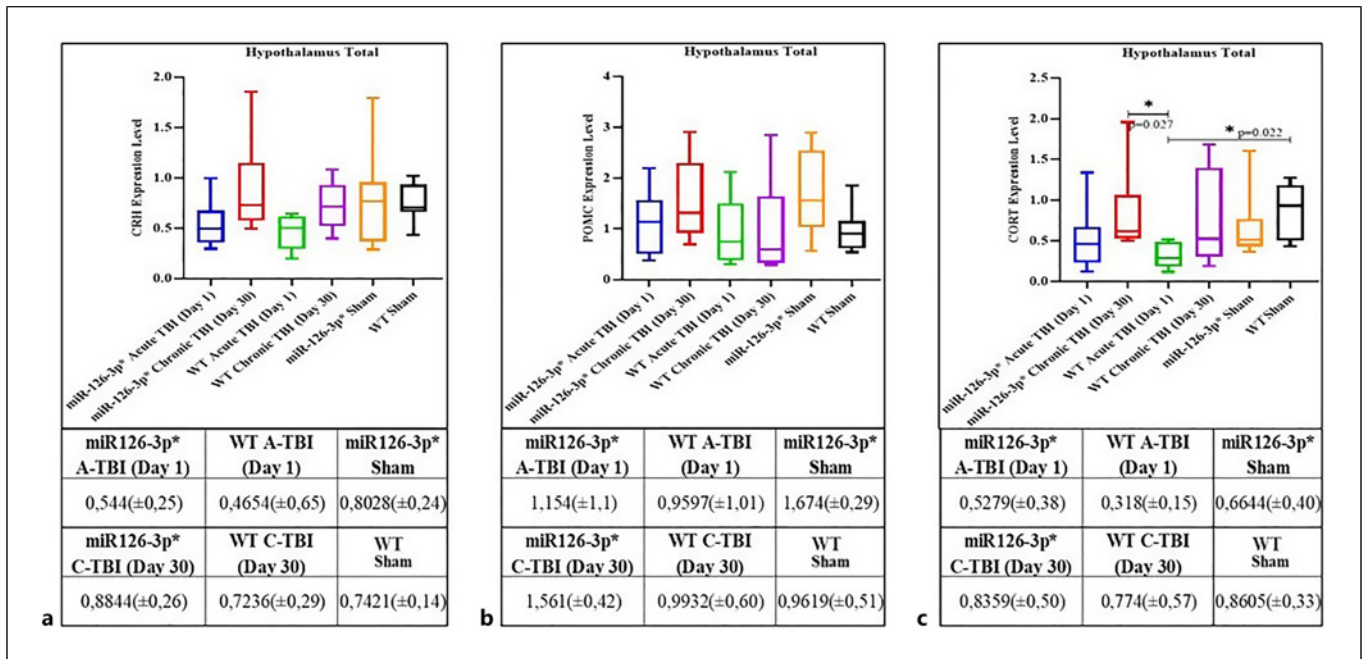 Hypothalamus Total
2.0
1.5
1.0
0.5
0.0
CRH Expression Level
miR-126-3p* Acute TBI (Day 1)
miR-126-3p* Chronic TBI (Day 30)
WT Acute TBI (Day 1)
WT Chronic TBI (Day 30)
miR-126-3p* Sham
WT Sham
miR126-3p* WT A-TBI miR126-3p*
A-TBI (Day 1) (Day 1) Sham
0,544(±0,25) 0,4654(±0,65) 0,8028(±0,24)
miR126-3p* WT C-TBI WT
C-TBI (Day 30) (Day 30) Sham
0,8844(±0,26) 0,7236(±0,29) 0,7421(±0,14)
a
Hypothalamus Total
4
3
2
1
0
POMC Expression Level
miR-126-3p* Acute TBI (Day 1)
miR-126-3p* Chronic TBI (Day 30)
WT Acute TBI (Day 1)
WT Chronic TBI (Day 30)
miR-126-3p* Sham
WT Sham
miR126-3p* WT A-TBI miR126-3p*
A-TBI (Day 1) (Day 1) Sham
1,154(±1,1) 0,9597(±1,01) 1,674(±0,29)
miR126-3p* WT C-TBI WT
C-TBI (Day 30) (Day 30) Sham
1,561(±0,42) 0,9932(±0,60) 0,9619(±0,51)
b
Hypothalamus Total
2.5
2.0
1.5
1.0
0.5
0.0
CORT Expression Level
*
p=0.027
* p=0.022
miR-126-3p* Acute TBI (Day 1)
miR-126-3p* Chronic TBI (Day 30)
WT Acute TBI (Day 1)
WT Chronic TBI (Day 30)
miR-126-3p* Sham
WT Sham
miR126-3p* WT A-TBI miR126-3p*
A-TBI (Day 1) (Day 1) Sham
0,5279(±0,38) 0,318(±0,15) 0,6644(±0,40)
miR126-3p* WT C-TBI WT
C-TBI (Day 30) (Day 30) Sham
0,8359(±0,50) 0,774(±0,57) 0,8605(±0,33)
c